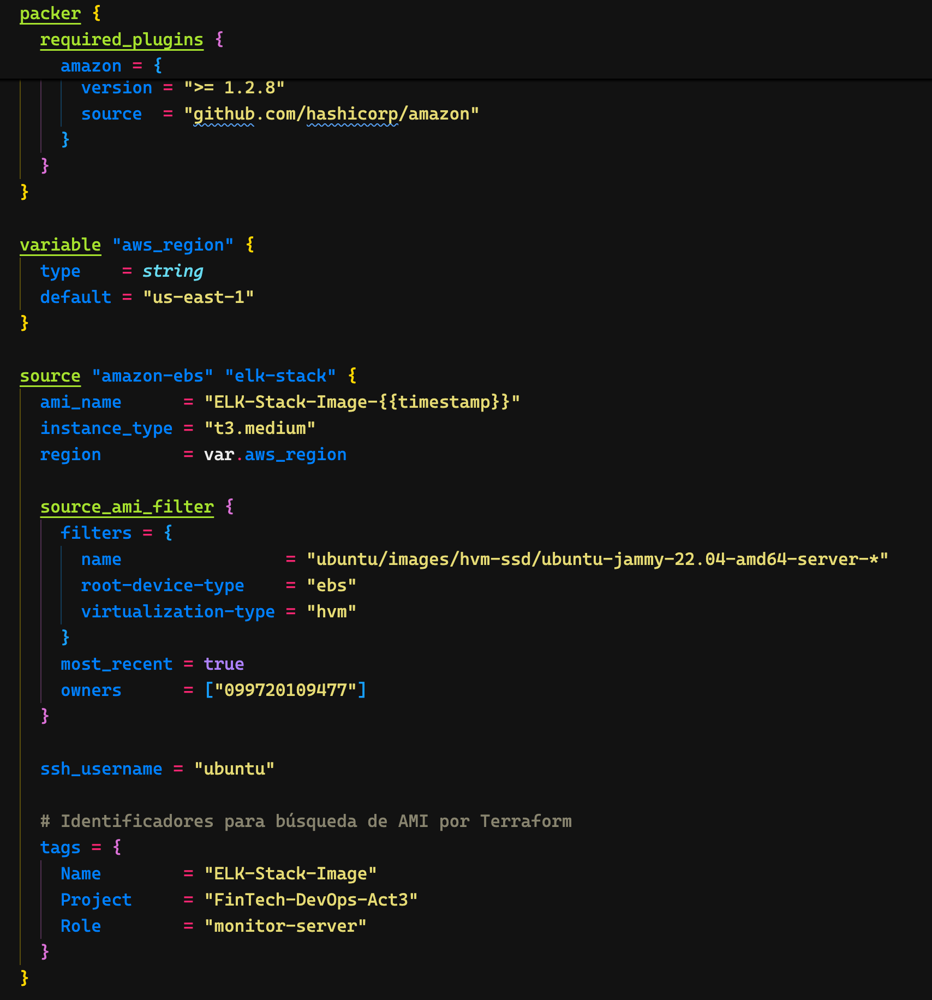 packer {
  required_plugins {
    amazon = {
      version = ">= 1.2.8"
      source  = "github.com/hashicorp/amazon"
    }
  }
}

variable "aws_region" {
  type    = string
  default = "us-east-1"
}

source "amazon-ebs" "elk-stack" {
  ami_name      = "ELK-Stack-Image-{{timestamp}}"
  instance_type = "t3.medium"
  region        = var.aws_region

  source_ami_filter {
    filters = {
      name                = "ubuntu/images/hvm-ssd/ubuntu-jammy-22.04-amd64-server-*"
      root-device-type    = "ebs"
      virtualization-type = "hvm"
    }
    most_recent = true
    owners      = ["099720109477"]
  }

  ssh_username = "ubuntu"

  # Identificadores para búsqueda de AMI por Terraform
  tags = {
    Name        = "ELK-Stack-Image"
    Project     = "FinTech-DevOps-Act3"
    Role        = "monitor-server"
  }
}